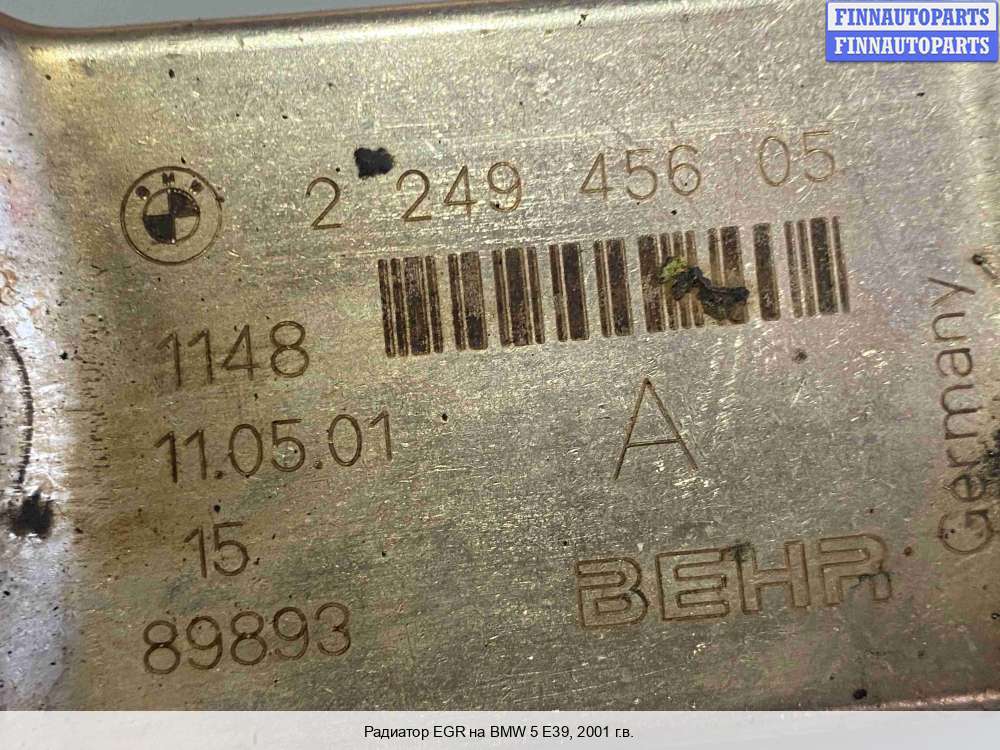 FINNAUTOPARTS
FINNAUTOPARTS
BMW 2 249 456 05
1148
11.05.01 A
15
BEHR
89893
Germany
Радиатор EGR на BMW 5 E39, 2001 г.в.